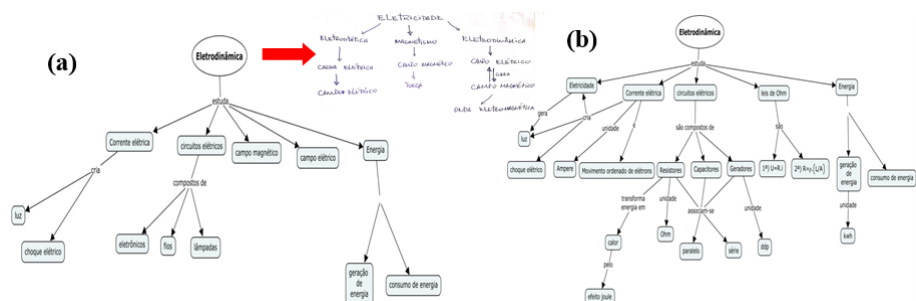 (a)
Eletrodinâmica
estuda
Corrente elétrica
circuitos elétricos
campo magnético
campo elétrico
Energia
cria
compostos de
luz
choque elétrico
eletrônicos
fios
lâmpadas
geração de
energia
consumo de energia
ELETRICIDADE
ELETROSTÁTICA
MAGNETISMO
ELETRODINÂMICA
CARGA ELÉTRICA
CAMPO MAGNÉTICO
CAMPO ELÉTRICO
GERA
CAMPO ELÉTRICO
FORÇA
CAMPO MAGNÉTICO
ONDA ELETROMAGNÉTICA
(b)
Eletrodinâmica
estuda
Eletricidade
Corrente elétrica
circuitos elétricos
leis de Ohm
Energia
gera
cria
unidade
é
são compostos de
são
luz
choque elétrico
Ampere
Movimento ordenado de elétrons
Resistores
Capacitores
Geradores
1ª) U=R.i
2ª) R=ρ.(L/A)
geração
de energia
consumo de energia
transforma
energia em
unidade
associam-se
unidade
unidade
calor
Ohm
paralelo
série
ddp
kwh
pelo
efeito joule